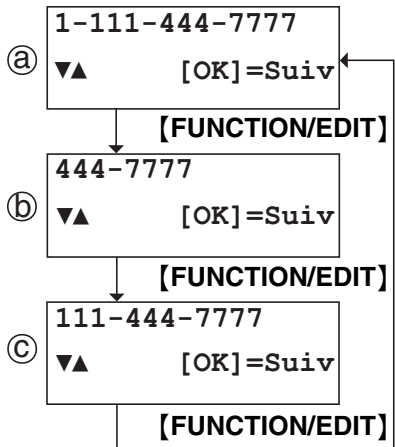 1-111-444-7777
ⓐ ▼▲ [OK]=Suiv
【FUNCTION/EDIT】
444-7777
ⓑ ▼▲ [OK]=Suiv
【FUNCTION/EDIT】
111-444-7777
ⓒ ▼▲ [OK]=Suiv
【FUNCTION/EDIT】